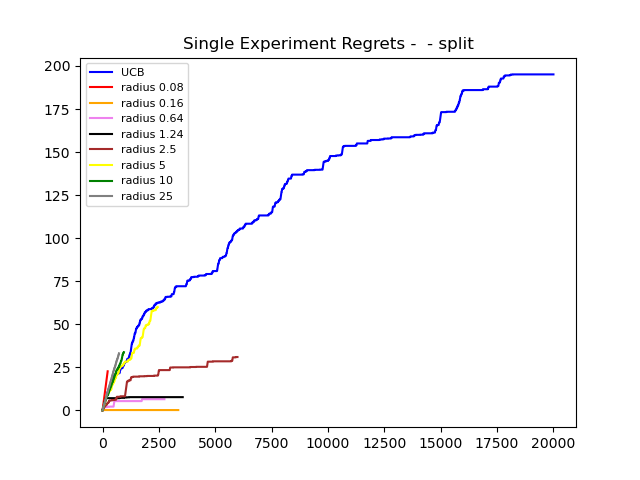 Single Experiment Regrets -  - split
200
175
150
125
100
75
50
25
0
UCB
radius 0.08
radius 0.16
radius 0.64
radius 1.24
radius 2.5
radius 5
radius 10
radius 25
0 2500 5000 7500 10000 12500 15000 17500 20000